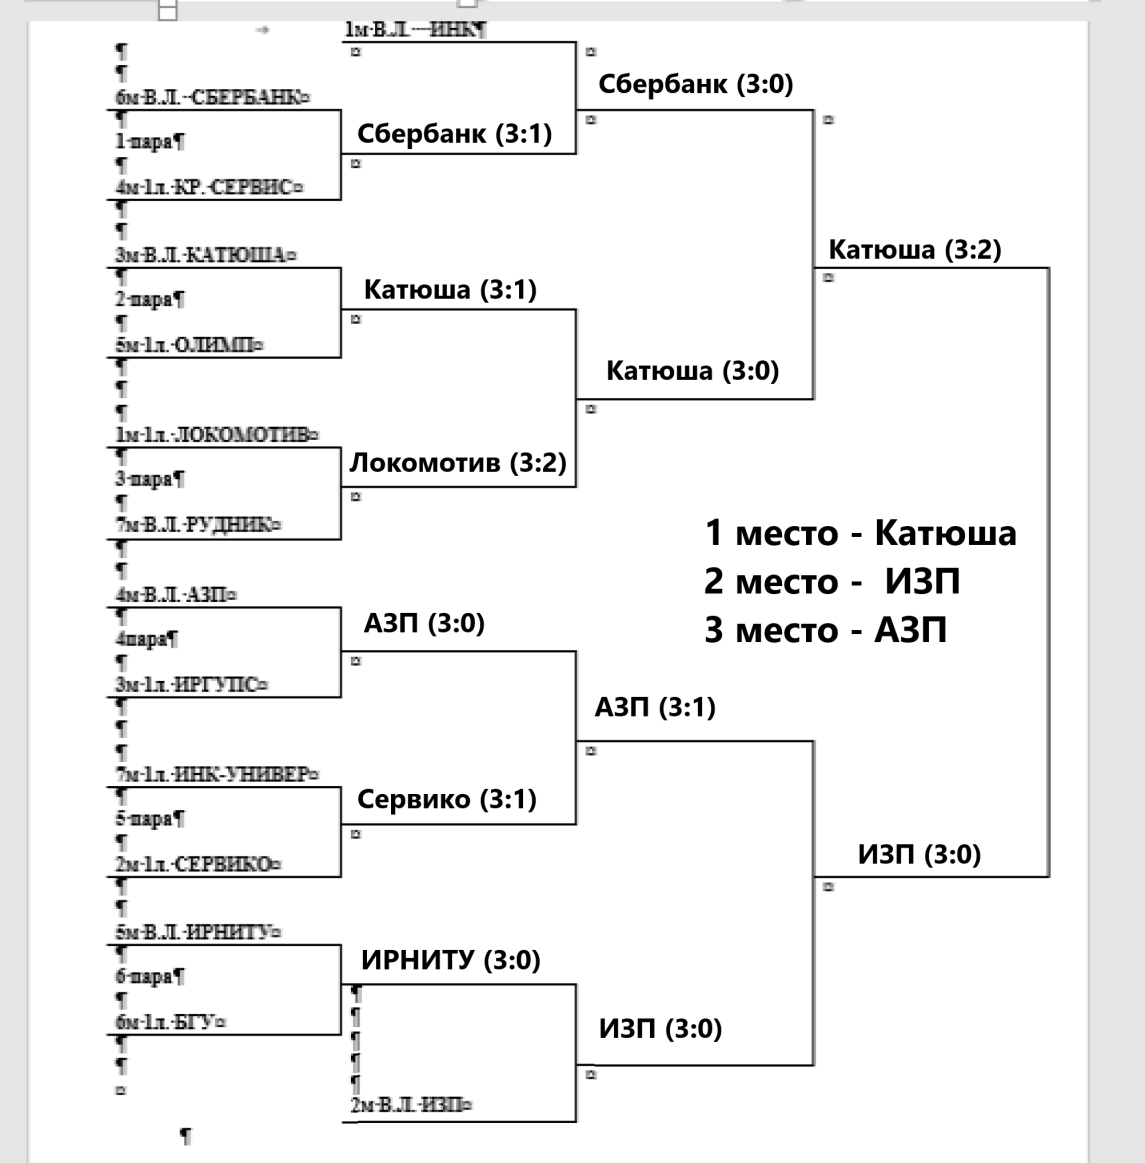 1м В.Л. ИНК
6м В.Л. -СБЕРБАНК
Сбербанк (3:0)
1 пара
Сбербанк (3:1)
4м 1л. КР. СЕРВИС
3м В.Л. КАТЮША
Катюша (3:2)
2 пара
Катюша (3:1)
5м 1л. ОЛИМП
Катюша (3:0)
1м 1л. ЛОКОМОТИВ
3 пара
Локомотив (3:2)
7м В.Л. РУДНИК
1 место - Катюша
2 место - ИЗП
3 место - АЗП
4м В.Л. АЗП
4пара
АЗП (3:0)
3м 1л. ИРГУПС
АЗП (3:1)
7м 1л. ИНК-УНИВЕР
5 пара
Сервико (3:1)
2м 1л. СЕРВИКО
ИЗП (3:0)
5м В.Л. ИРНИТУ
6 пара
ИРНИТУ (3:0)
6м 1л. БГУ
ИЗП (3:0)
2м В.Л. ИЗП